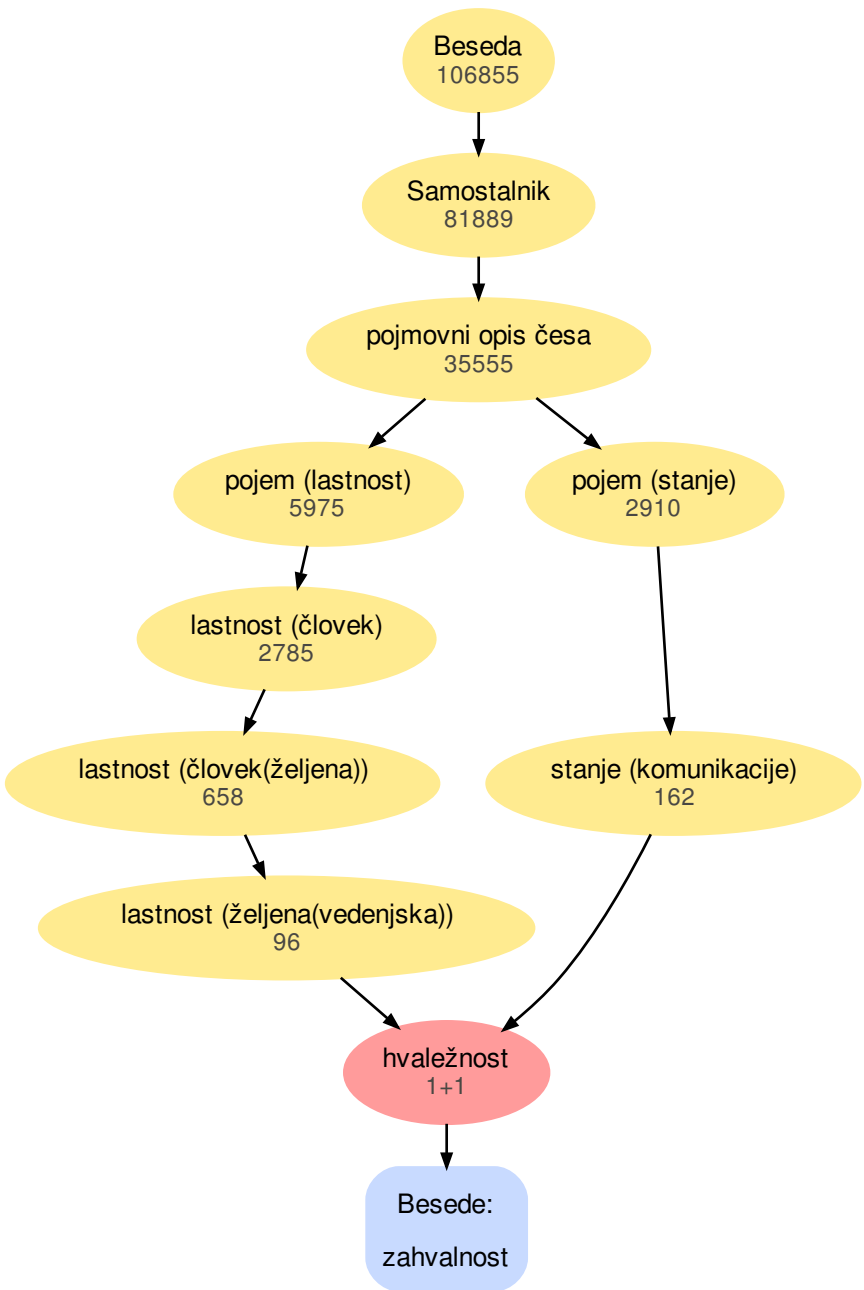 Beseda
106855
Samostalnik
81889
pojmovni opis česa
35555
pojem (lastnost)
5975
pojem (stanje)
2910
lastnost (človek)
2785
lastnost (človek(željena))
658
stanje (komunikacije)
162
lastnost (željena(vedenjska))
96
hvaležnost
1+1
Besede:
zahvalnost